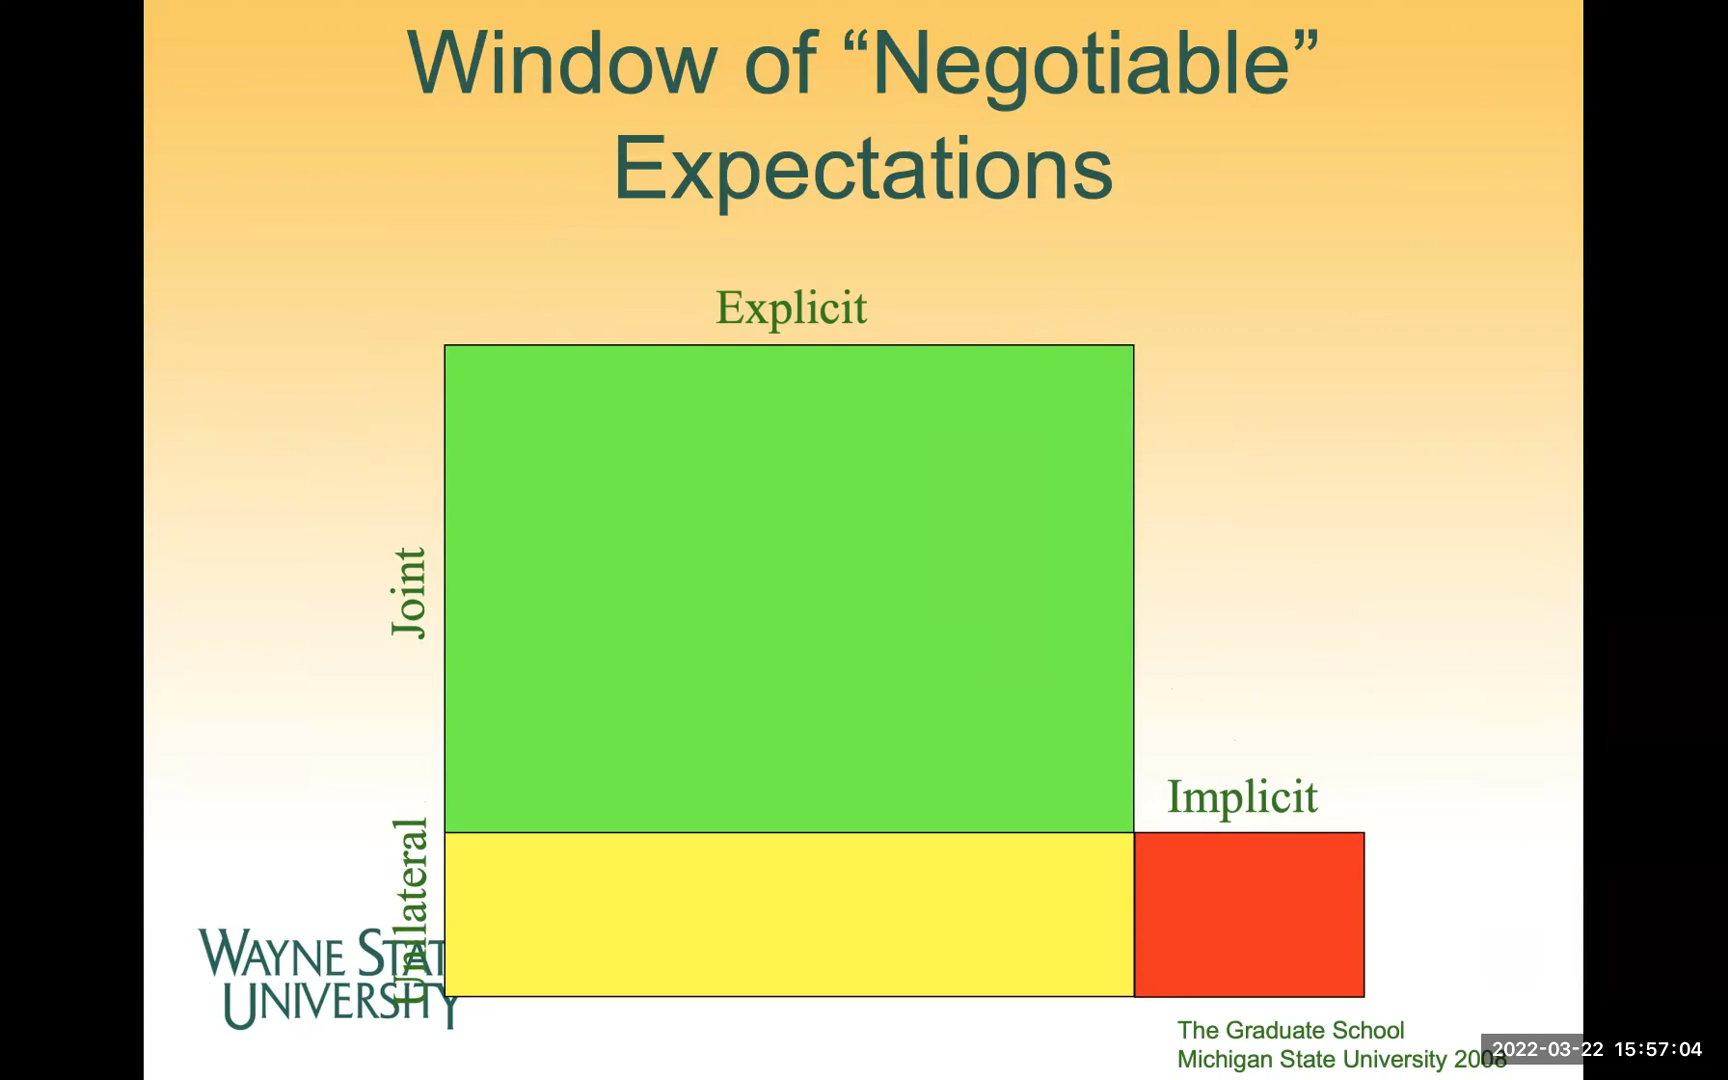 Window of “Negotiable”
Expectations
Explicit
Joint
Implicit
Unilateral
WAYNE STATE
UNIVERSITY
The Graduate School
Michigan State University 2008
2022-03-22 15:57:04